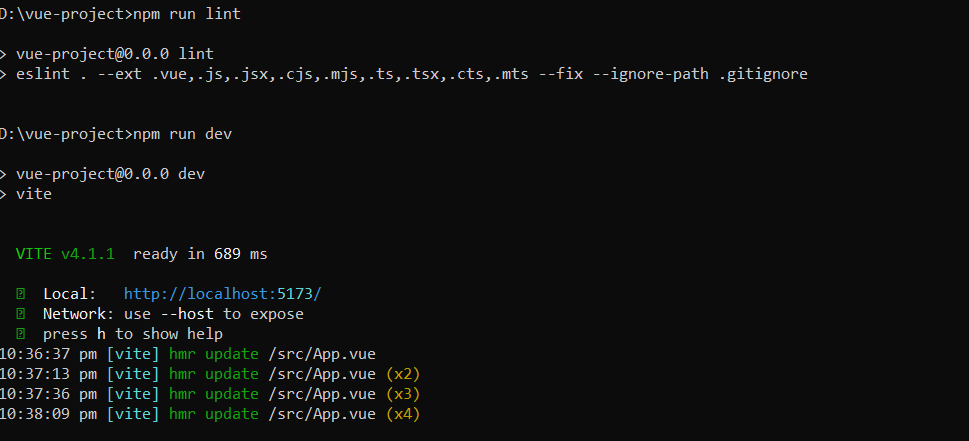 D:\vue-project>npm run lint
> vue-project@0.0.0 lint
> eslint . --ext .vue,.js,.jsx,.cjs,.mjs,.ts,.tsx,.cts,.mts --fix --ignore-path .gitignore
D:\vue-project>npm run dev
> vue-project@0.0.0 dev
> vite
VITE v4.1.1 ready in 689 ms
Local: http://localhost:5173/
Network: use --host to expose
press h to show help
10:36:37 pm [vite] hmr update /src/App.vue
10:37:13 pm [vite] hmr update /src/App.vue (x2)
10:37:36 pm [vite] hmr update /src/App.vue (x3)
10:38:09 pm [vite] hmr update /src/App.vue (x4)